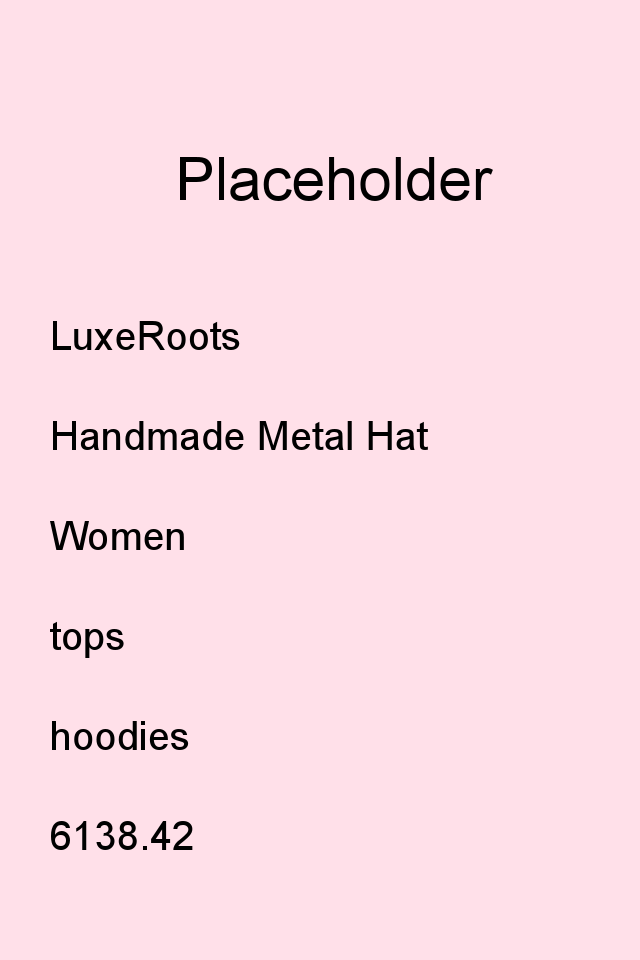 Placeholder
LuxeRoots
Handmade Metal Hat
Women
tops
hoodies
6138.42